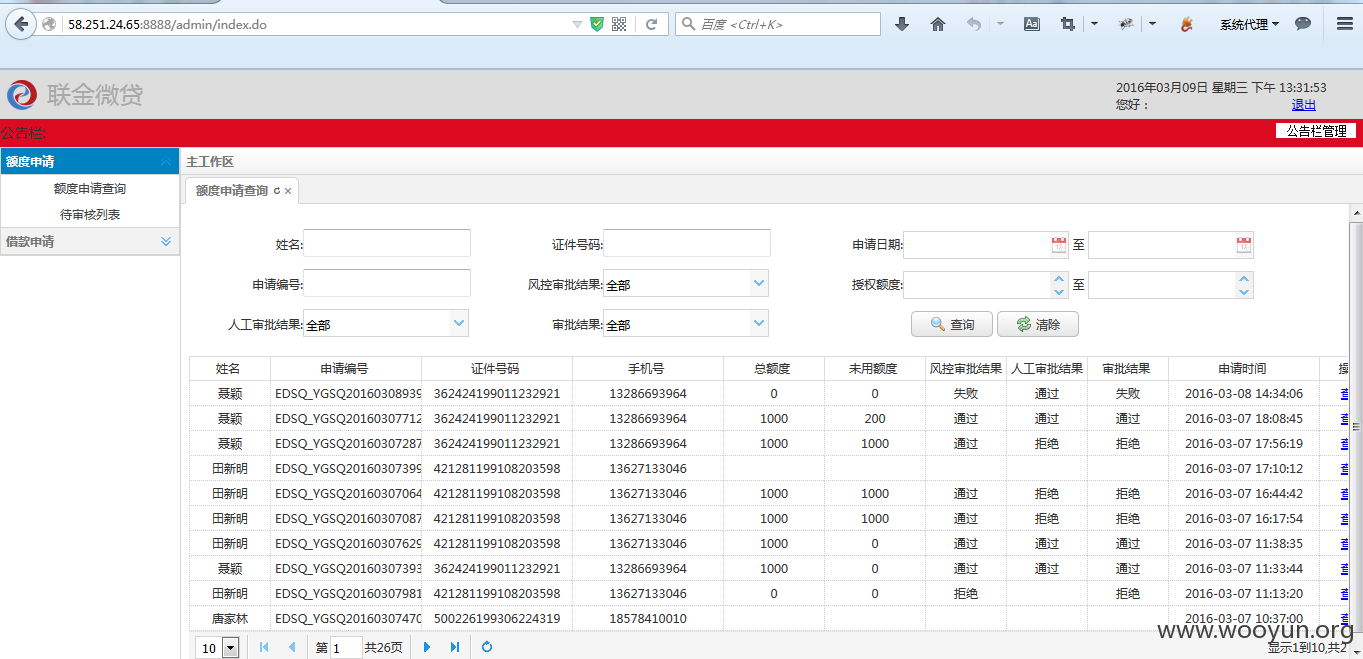 58.251.24.65:8888/admin/index.do 百度 <Ctrl+K> 系统代理
联金微贷
2016年03月09日 星期三 下午 13:31:53
您好： 退出
公告栏: 公告栏管理
额度申请 主工作区
额度申请查询
待审核列表
借款申请
额度申请查询
姓名: 证件号码: 申请日期: 至
申请编号: 风控审批结果: 全部 授权额度: 至
人工审批结果: 全部 审批结果: 全部 查询 清除
姓名 申请编号 证件号码 手机号 总额度 未用额度 风控审批结果 人工审批结果 审批结果 申请时间
聂颖 EDSQ_YGSQ20160308939 362424199011232921 13286693964 0 0 失败 通过 失败 2016-03-08 14:34:06
聂颖 EDSQ_YGSQ20160307712 362424199011232921 13286693964 1000 200 通过 通过 通过 2016-03-07 18:08:45
聂颖 EDSQ_YGSQ20160307287 362424199011232921 13286693964 1000 1000 通过 拒绝 拒绝 2016-03-07 17:56:19
田新明 EDSQ_YGSQ20160307399 421281199108203598 13627133046 2016-03-07 17:10:12
田新明 EDSQ_YGSQ20160307064 421281199108203598 13627133046 1000 1000 通过 拒绝 拒绝 2016-03-07 16:44:42
田新明 EDSQ_YGSQ20160307087 421281199108203598 13627133046 1000 1000 通过 拒绝 拒绝 2016-03-07 16:17:54
田新明 EDSQ_YGSQ20160307629 421281199108203598 13627133046 1000 0 通过 通过 通过 2016-03-07 11:38:35
聂颖 EDSQ_YGSQ20160307393 362424199011232921 13286693964 1000 0 通过 通过 通过 2016-03-07 11:33:44
田新明 EDSQ_YGSQ20160307981 421281199108203598 13627133046 0 0 拒绝 拒绝 2016-03-07 11:13:20
唐家林 EDSQ_YGSQ20160307470 500226199306224319 18578410010 2016-03-07 10:37:00
www.wooyun.org
10 第 1 共26页 显示1到10,共2